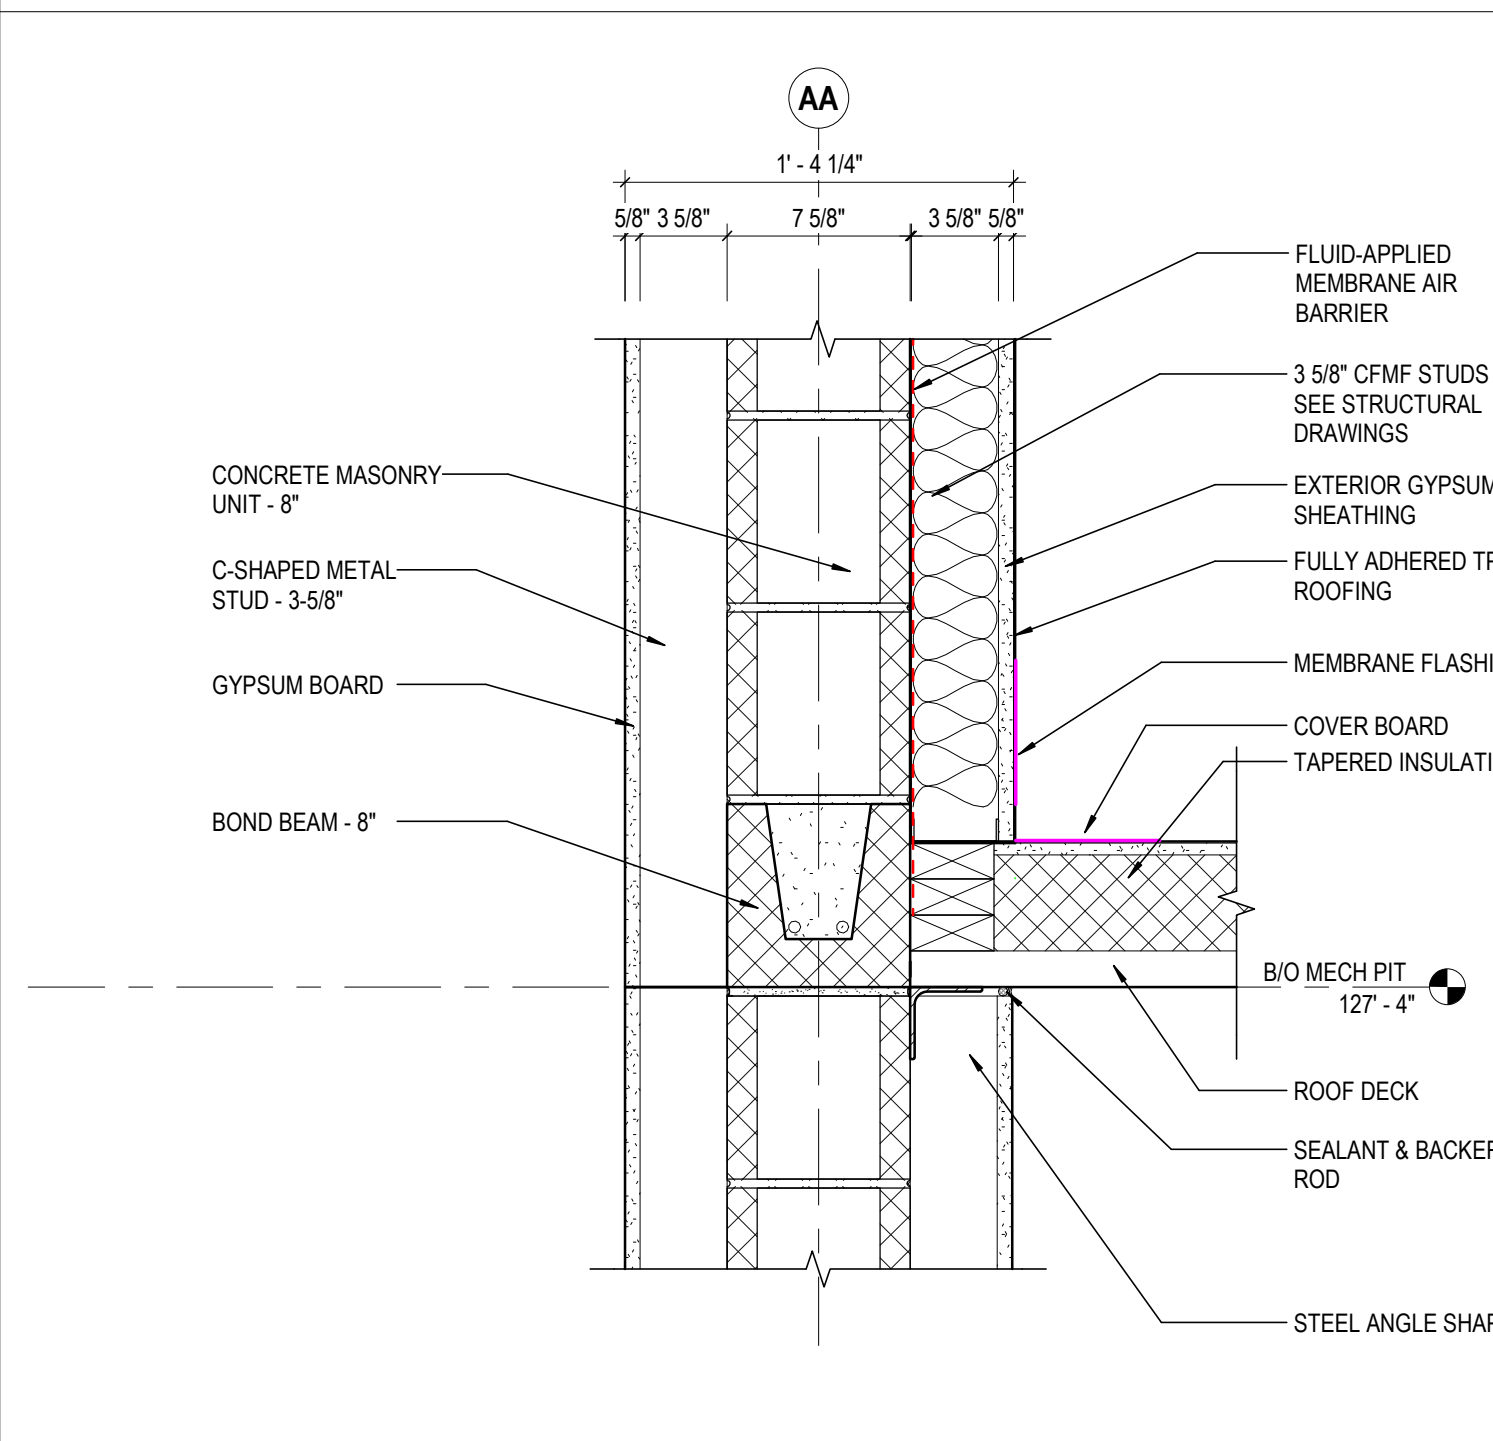 AA
1' - 4 1/4"
5/8" 3 5/8" 7 5/8" 3 5/8" 5/8"
FLUID-APPLIED
MEMBRANE AIR
BARRIER
3 5/8" CFMF STUDS
SEE STRUCTURAL
DRAWINGS
EXTERIOR GYPSUM
SHEATHING
FULLY ADHERED
ROOFING
MEMBRANE
COVER BOARD
TAPERED
CONCRETE MASONRY
UNIT - 8"
C-SHAPED METAL
STUD - 3-5/8"
GYPSUM BOARD
BOND BEAM - 8"
B/O MECH PIT
127' - 4"
ROOF DECK
SEALANT & BACKER
ROD
STEEL ANGLE